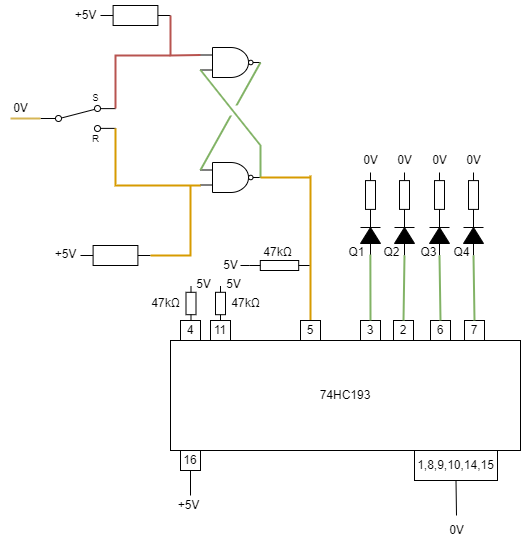 +5V
S
0V
R
0V 0V 0V 0V
+5V
47kΩ
5V
Q1 Q2 Q3 Q4
5V 5V
47kΩ 47kΩ
4 11 5 3 2 6 7
74HC193
16 1,8,9,10,14,15
+5V
0V